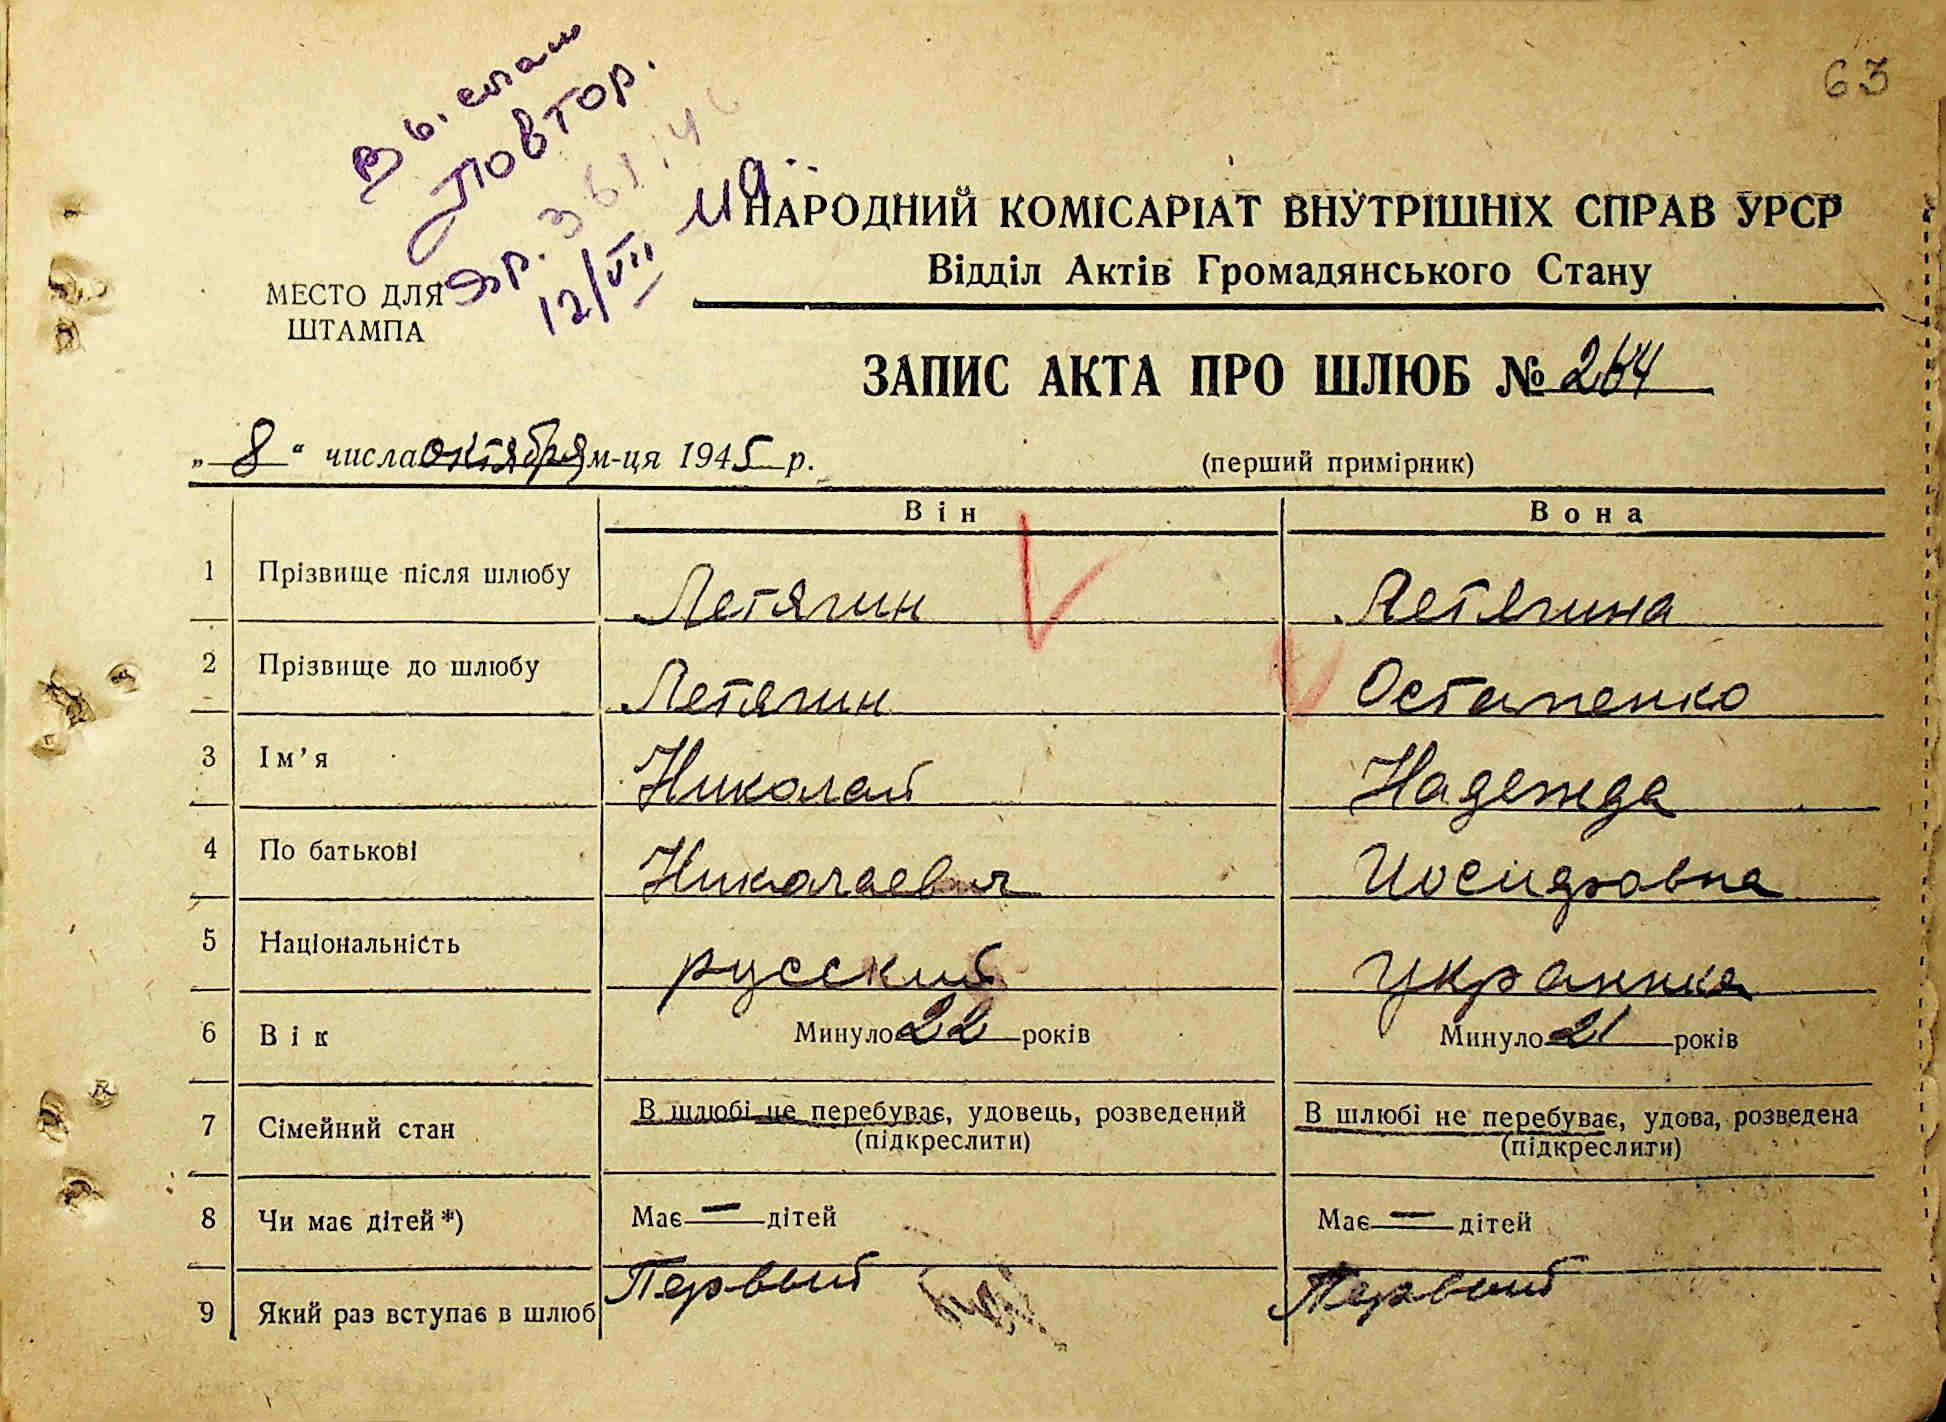 63
Выслан
повтор.
12/VII
НАРОДНИЙ КОМІСАРІАТ ВНУТРІШНІХ СПРАВ УРСР
Відділ Актів Громадянського Стану
МЕСТО ДЛЯ
ШТАМПА
ЗАПИС АКТА ПРО ШЛЮБ № 264
„ 8 “ числа октября м-ця 1945 р.
(перший примірник)
Він Вона
1 Прізвище після шлюбу Летягин Летягина
2 Прізвище до шлюбу Летягин Остапенко
3 Ім’я Николай Надежда
4 По батькові Николаевич Иосифовна
5 Національність русский украинка
6 Вік Минуло 22 років Минуло 21 років
7 Сімейний стан В шлюбі не перебуває, удовець, розведений В шлюбі не перебуває, удова, розведена
(підкреслити) (підкреслити)
8 Чи має дітей*) Має — дітей Має — дітей
9 Який раз вступає в шлюб Первый Первый